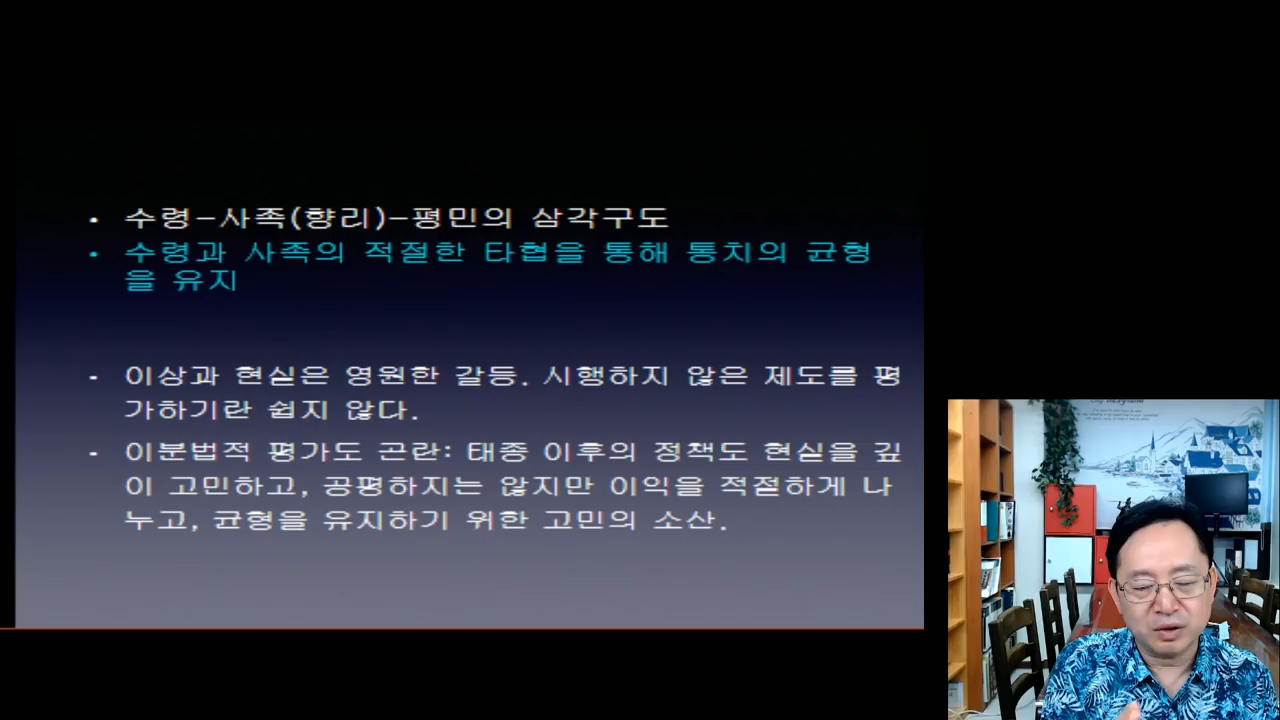 • 수령-사족(향리)-평민의 삼각구도
• 수령과 사족의 적절한 타협을 통해 통치의 균형
을 유지
• 이상과 현실은 영원한 갈등. 시행하지 않은 제도를 평
가하기란 쉽지 않다.
• 이분법적 평가도 곤란: 태종 이후의 정책도 현실을 깊
이 고민하고, 공평하지는 않지만 이익을 적절하게 나
누고, 균형을 유지하기 위한 고민의 소산.